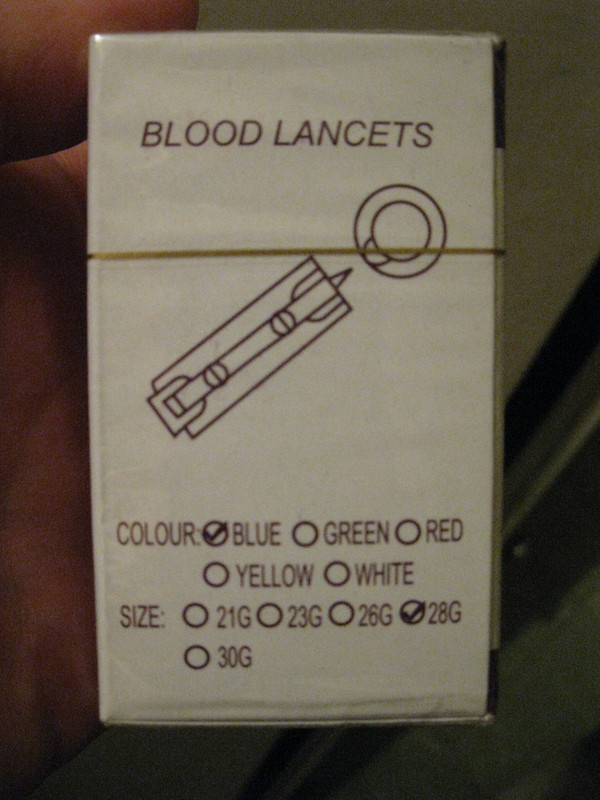 BLOOD LANCETS
COLOUR: BLUE GREEN RED
YELLOW WHITE
SIZE: 21G 23G 26G 28G
30G